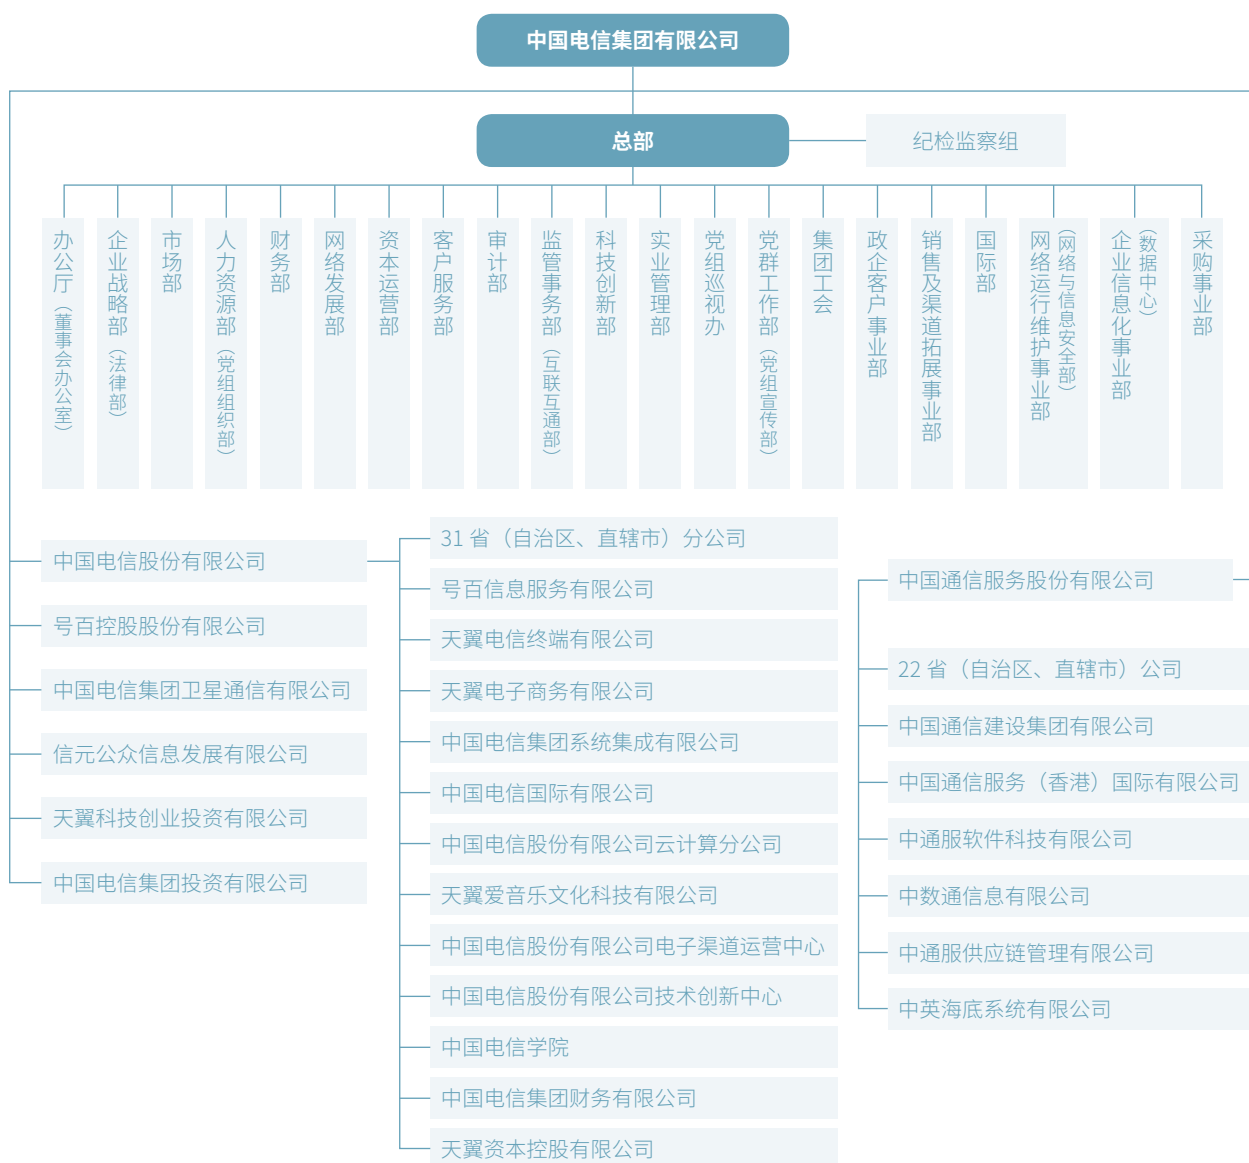 中国电信集团有限公司
总部
纪检监察组
办公厅（董事会办公室）
企业战略部（法律部）
市场部
人力资源部（党组组织部）
财务部
网络发展部
资本运营部
客户服务部
审计部
监管事务部（互联互通部）
科技创新部
实业管理部
党组巡视办
党群工作部（党组宣传部）
集团工会
政企客户事业部
销售及渠道拓展事业部
国际部
网络运行维护事业部
（网络与信息安全部）
企业信息化事业部
（数据中心）
采购事业部
中国电信股份有限公司
号百控股股份有限公司
中国电信集团卫星通信有限公司
信元公众信息发展有限公司
天翼科技创业投资有限公司
中国电信集团投资有限公司
31 省（自治区、直辖市）分公司
号百信息服务有限公司
天翼电信终端有限公司
天翼电子商务有限公司
中国电信集团系统集成有限公司
中国电信国际有限公司
中国电信股份有限公司云计算分公司
天翼爱音乐文化科技有限公司
中国电信股份有限公司电子渠道运营中心
中国电信股份有限公司技术创新中心
中国电信学院
中国电信集团财务有限公司
天翼资本控股有限公司
中国通信服务股份有限公司
22 省（自治区、直辖市）公司
中国通信建设集团有限公司
中国通信服务（香港）国际有限公司
中通服软件科技有限公司
中数通信息有限公司
中通服供应链管理有限公司
中英海底系统有限公司